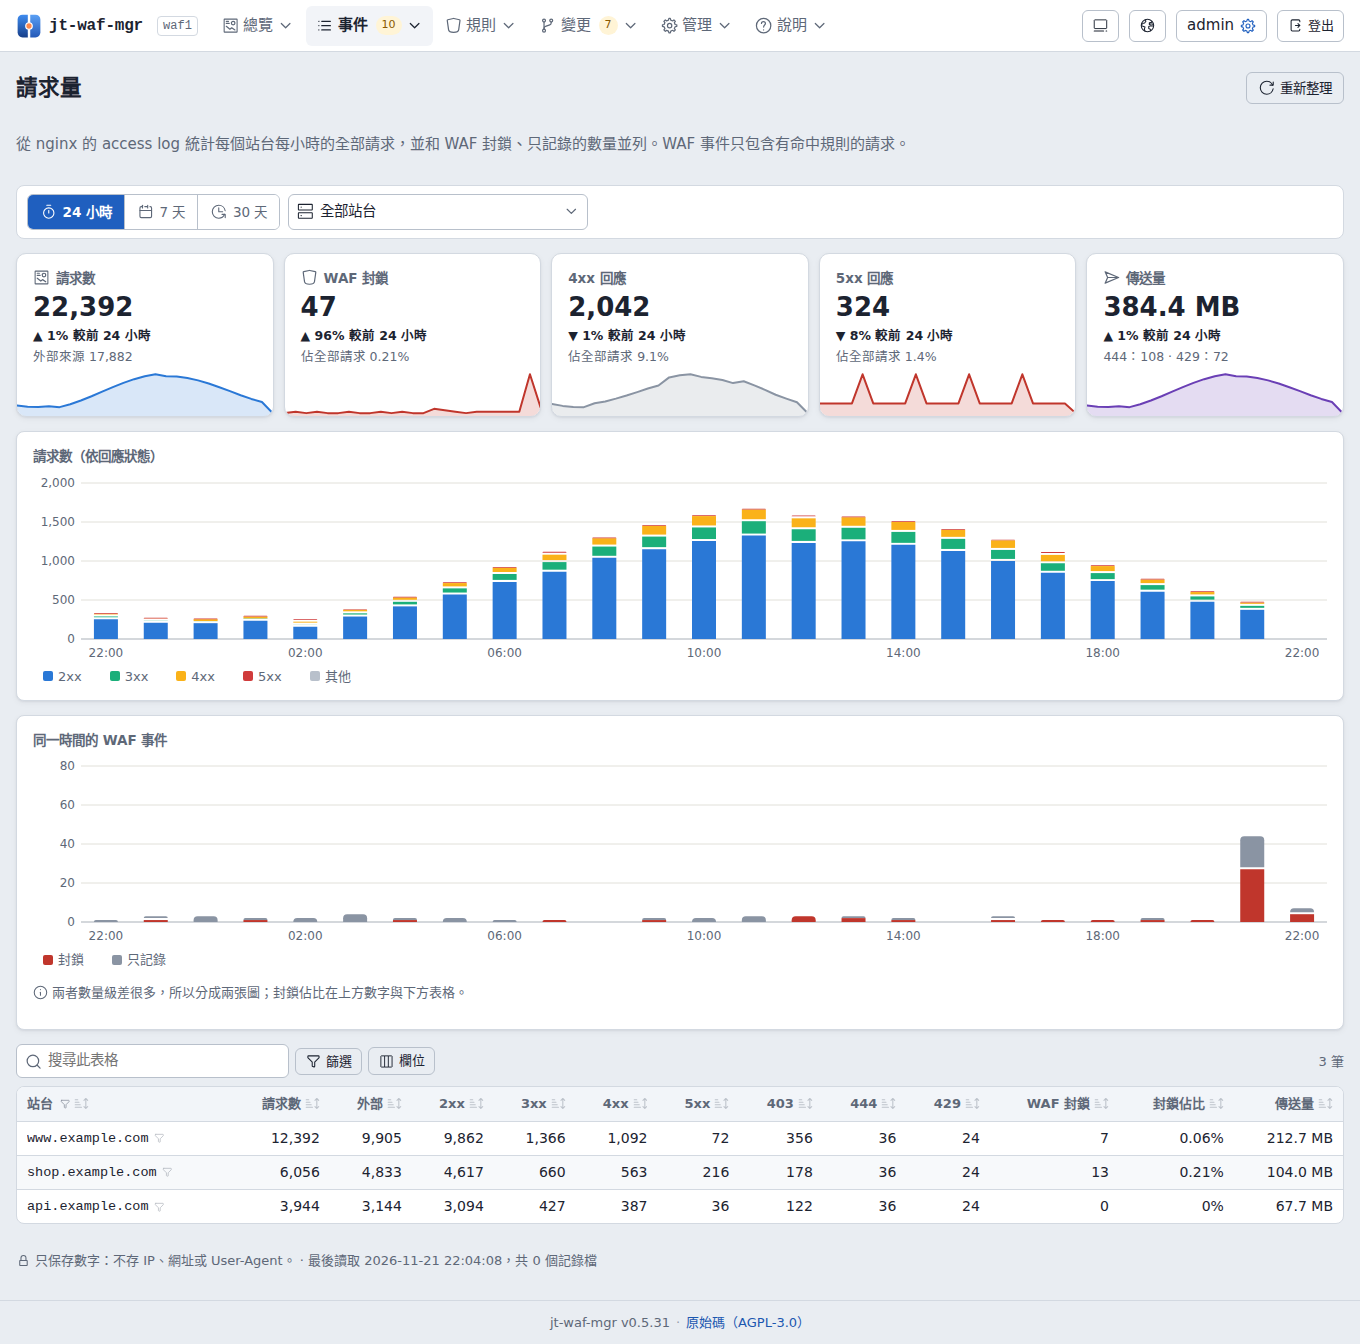 jt-waf-mgr waf1 總覽 事件 10 規則 變更 7 管理 說明 admin 登出
請求量 重新整理
從 nginx 的 access log 統計每個站台每小時的全部請求，並和 WAF 封鎖、只記錄的數量並列。WAF 事件只包含有命中規則的請求。
24 小時 7 天 30 天 全部站台
請求數 WAF 封鎖 4xx 回應 5xx 回應 傳送量
22,392 47 2,042 324 384.4 MB
▲ 1% 較前 24 小時 ▲ 96% 較前 24 小時 ▼ 1% 較前 24 小時 ▼ 8% 較前 24 小時 ▲ 1% 較前 24 小時
外部來源 17,882 佔全部請求 0.21% 佔全部請求 9.1% 佔全部請求 1.4% 444：108 · 429：72
請求數（依回應狀態）
2,000
1,500
1,000
500
0
22:00 02:00 06:00 10:00 14:00 18:00 22:00
2xx 3xx 4xx 5xx 其他
同一時間的 WAF 事件
80
60
40
20
0
22:00 02:00 06:00 10:00 14:00 18:00 22:00
封鎖 只記錄
兩者數量級差很多，所以分成兩張圖；封鎖佔比在上方數字與下方表格。
搜尋此表格 篩選 欄位 3 筆
站台 請求數 外部 2xx 3xx 4xx 5xx 403 444 429 WAF 封鎖 封鎖佔比 傳送量
www.example.com 12,392 9,905 9,862 1,366 1,092 72 356 36 24 7 0.06% 212.7 MB
shop.example.com 6,056 4,833 4,617 660 563 216 178 36 24 13 0.21% 104.0 MB
api.example.com 3,944 3,144 3,094 427 387 36 122 36 24 0 0% 67.7 MB
只保存數字：不存 IP、網址或 User-Agent。 · 最後讀取 2026-11-21 22:04:08，共 0 個記錄檔
jt-waf-mgr v0.5.31 · 原始碼（AGPL-3.0）